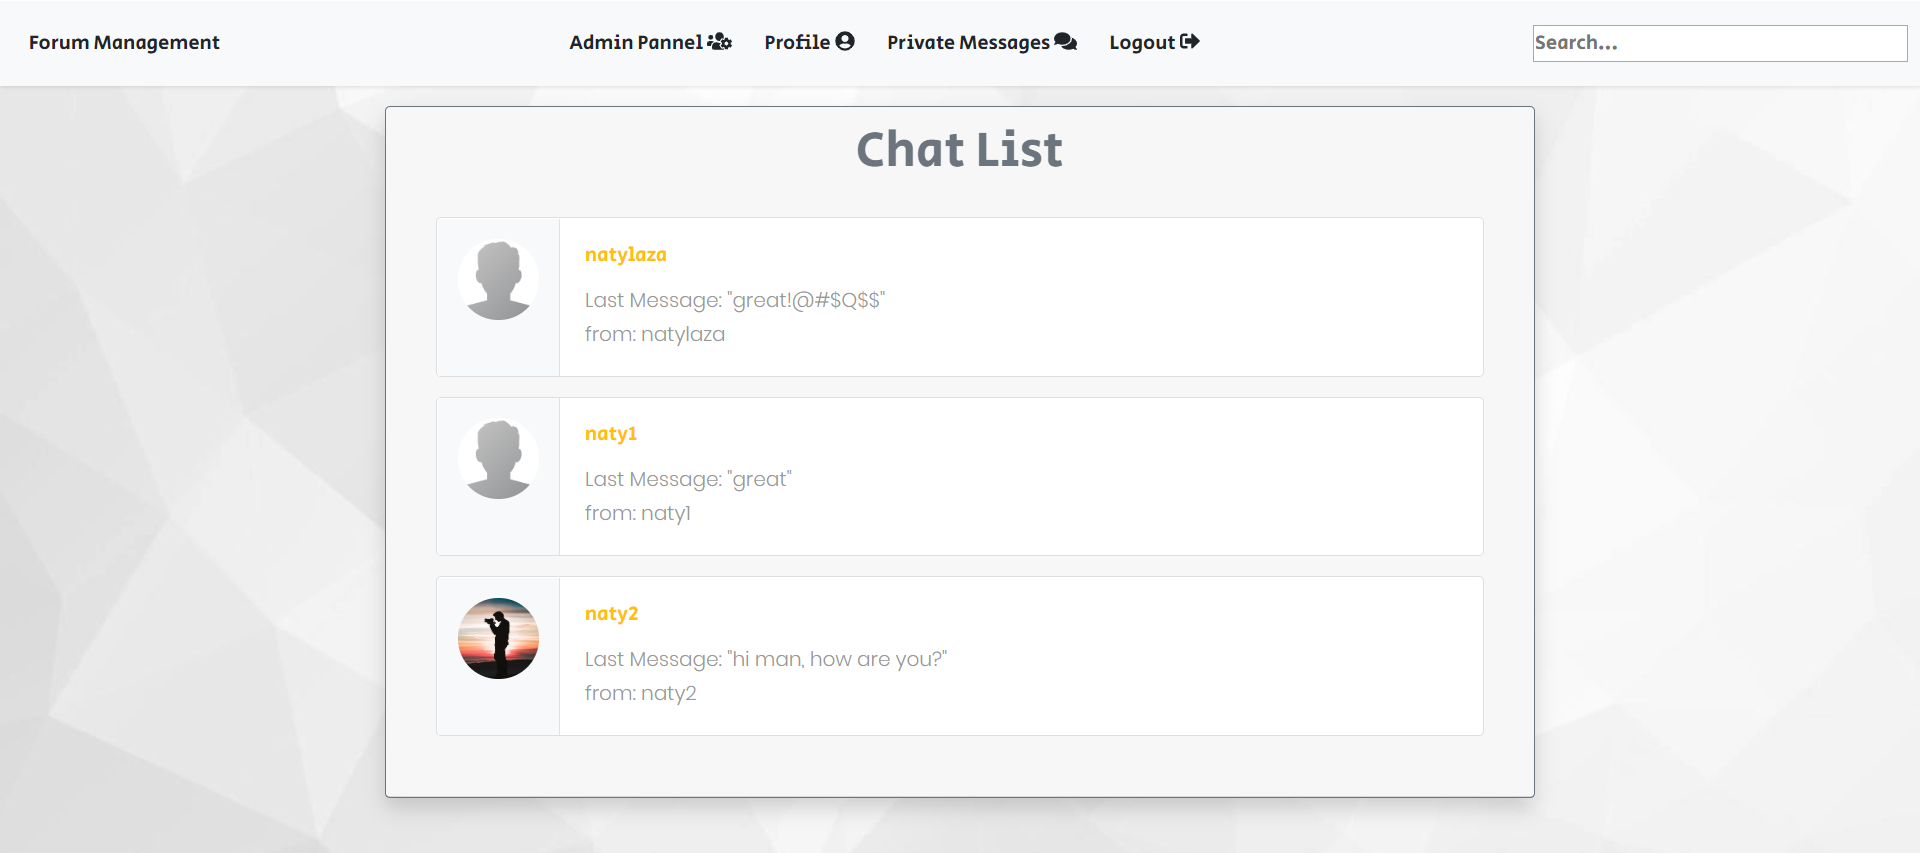 Forum Management
Admin Pannel
Profile
Private Messages
Logout
Search...
Chat List
natylaza
Last Message: "great!@#$Q$$"
from: natylaza
naty1
Last Message: "great"
from: naty1
naty2
Last Message: "hi man, how are you?"
from: naty2